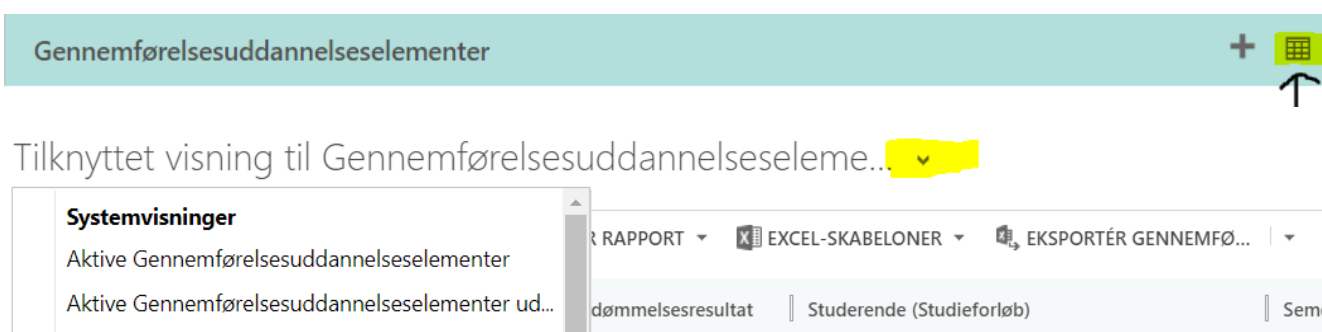 Gennemførelsesuddannelseselementer
Tilknyttet visning til Gennemførelsesuddannelseseleme...
Systemvisninger
R RAPPORT EXCEL-SKABELONER EKSPORTÉR GENNEMFØ...
Aktive Gennemførelsesuddannelseselementer
Aktive Gennemførelsesuddannelseselementer ud...
dømmelsesresultat Studerende (Studieforløb) Seme